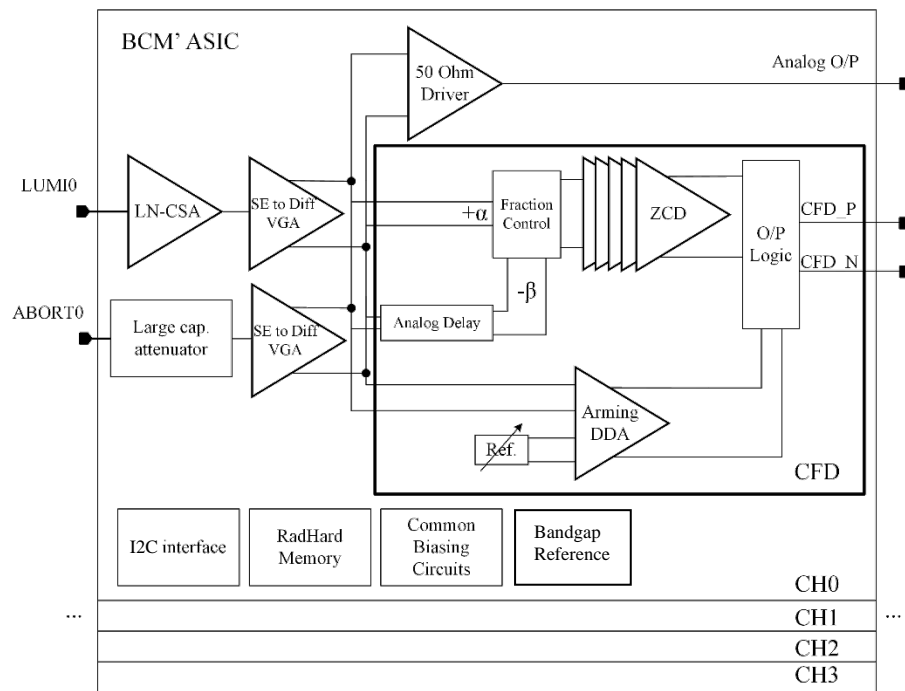 BCM’ ASIC
50 Ohm
Driver
Analog O/P
LUMI0
LN-CSA
SE to Diff
VGA
+α
Fraction
Control
ZCD
O/P
Logic
CFD_P
CFD_N
-β
ABORT0
Large cap.
attenuator
SE to Diff
VGA
Analog Delay
Arming
DDA
Ref.
CFD
I2C interface
RadHard
Memory
Common
Biasing
Circuits
Bandgap
Reference
CH0
...
CH1
...
CH2
CH3